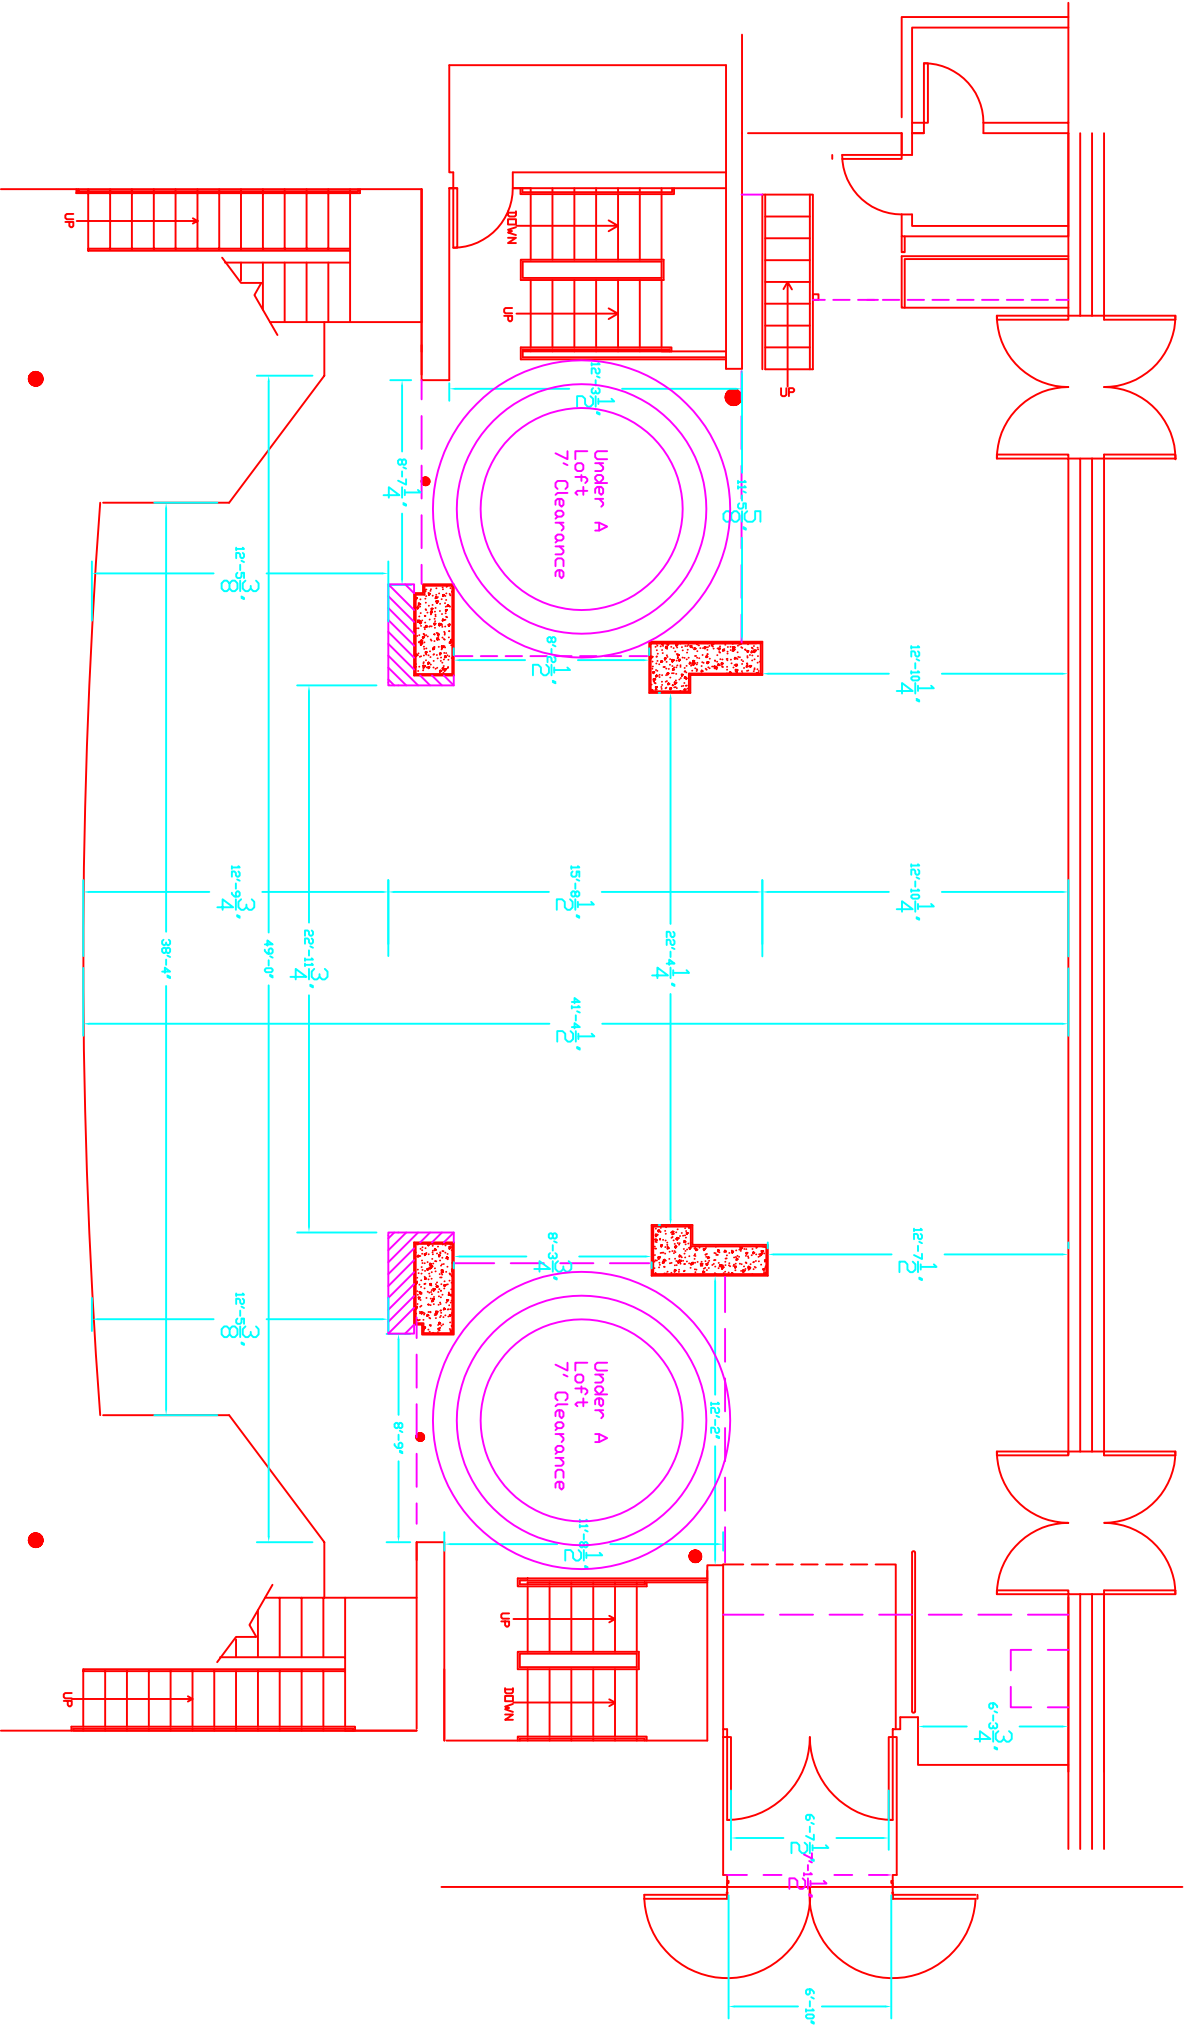 6'-3 3/4"
12'-10 1/4"
12'-10 1/4"
12'-7 1/2"
6'-7 1/2"
7'-1 1/2"
6'-10"
UP
11'-5 5/8"
12'-2"
22'-4 1/4"
12'-3 1/2"
Under A
Loft
7' Clearance
Under A
Loft
7' Clearance
15'-8 1/2"
41'-4 1/2"
11'-8 1/2"
8'-2 1/2"
8'-3 3/4"
DOWN
UP
UP
DOWN
8'-7 1/4"
8'-9"
22'-11 3/4"
49'-0"
12'-5 3/8"
12'-9 3/4"
12'-5 3/8"
38'-4"
UP
UP